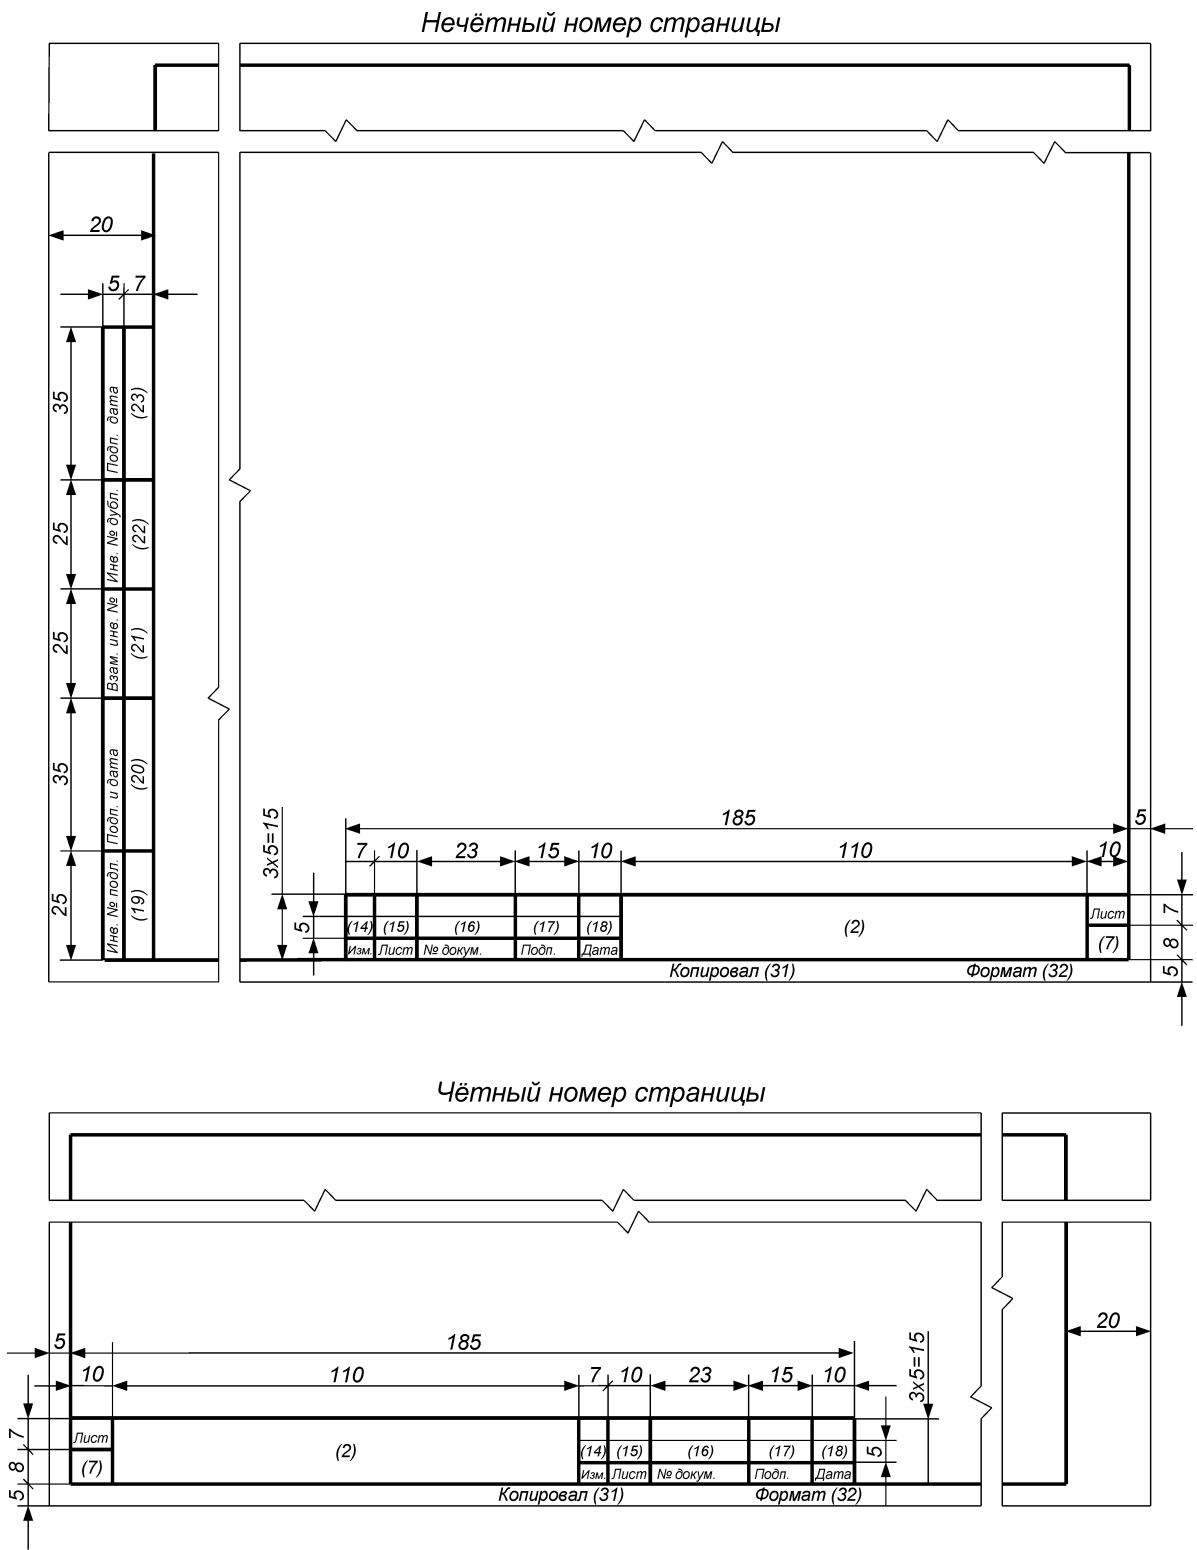 Нечётный номер страницы
20
5 7
35
Подп. дата
(23)
25
Инв. № дубл.
(22)
25
Взам. инв. №
(21)
35
Подп. и дата
(20)
25
Инв. № подл.
(19)
3x5=15
185 5
7 10 23 15 10 110 10
5
(14) (15) (16) (17) (18) (2) Лист 7
Изм. Лист № докум. Подп. Дата (7) 8
Копировал (31) Формат (32) 5
Чётный номер страницы
20
5 185
3x5=15
10 110 7 10 23 15 10
7 Лист
(2) (14) (15) (16) (17) (18) 5
8 (7) Изм. Лист № докум. Подп. Дата
5 Копировал (31) Формат (32)